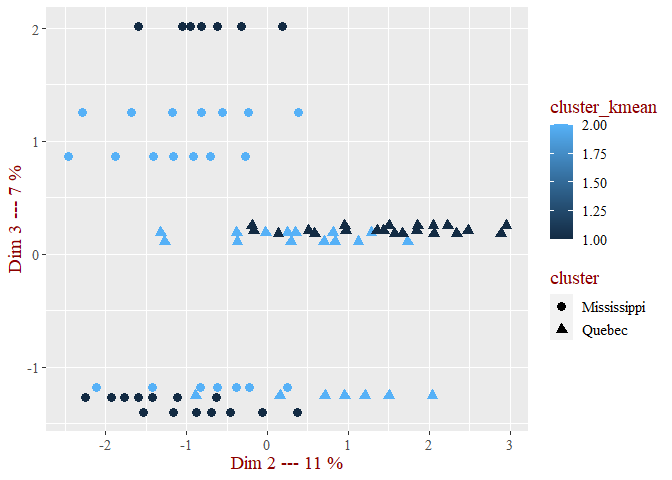 2
1
0
-1
-2
-1
0
1
2
3
Dim 3 --- 7 %
Dim 2 --- 11 %
cluster_kmean
2.00
1.75
1.50
1.25
1.00
cluster
Mississippi
Quebec